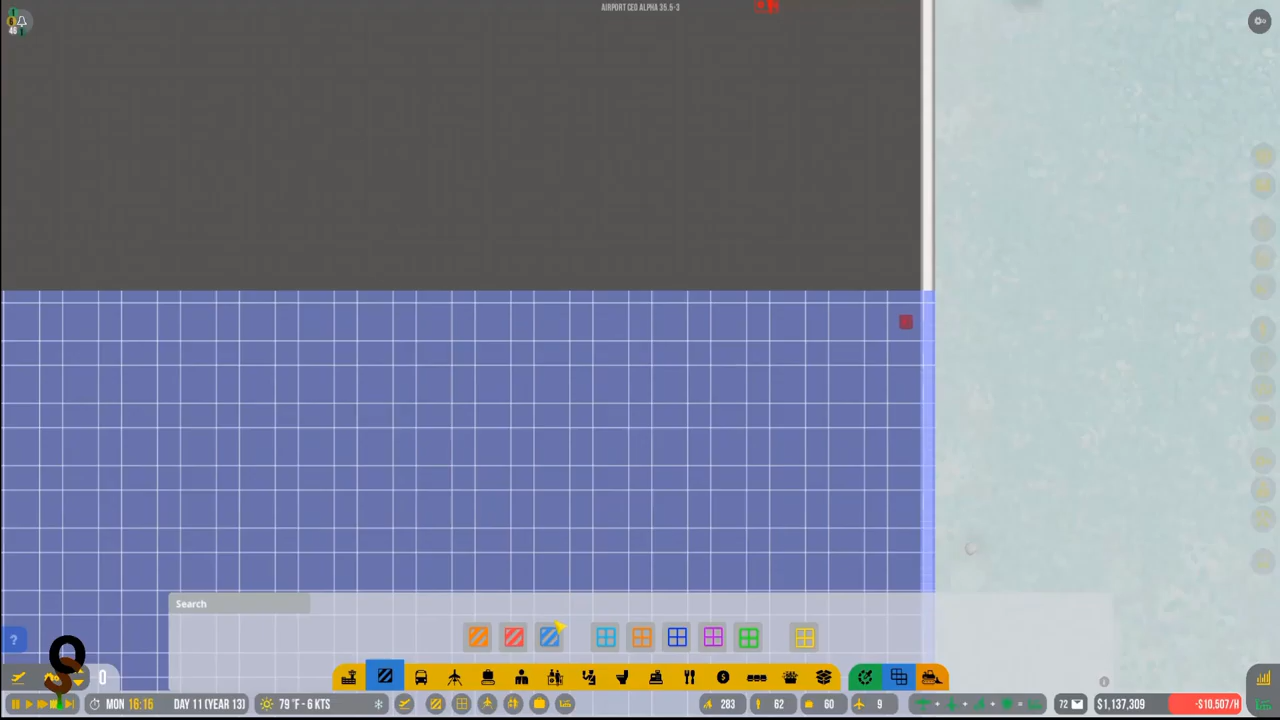 AIRPORT CEO ALPHA 35.5-3
Search
?
0
MON 16:16
DAY 11 (YEAR 13)
79 °F - 6 KTS
283
62
60
9
72
$1,137,309
-$10,507/H